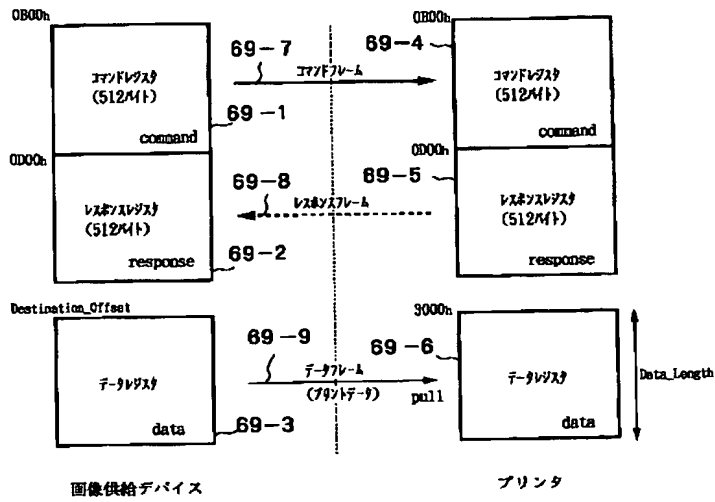 0B00h
コマンドレジスタ
(512バイト)
command
69-1
0D00h
レスポンスレジスタ
(512バイト)
response
69-2
Destination_Offset
データレジスタ
data
69-3
画像供給デバイス
69-7
コマンドフレーム
69-8
レスポンスフレーム
69-9
データフレーム
(プリントデータ)
pull
0B00h
69-4
コマンドレジスタ
(512バイト)
command
0D00h
69-5
レスポンスレジスタ
(512バイト)
response
9000h
69-6
データレジスタ
data
Data_Length
プリンタ